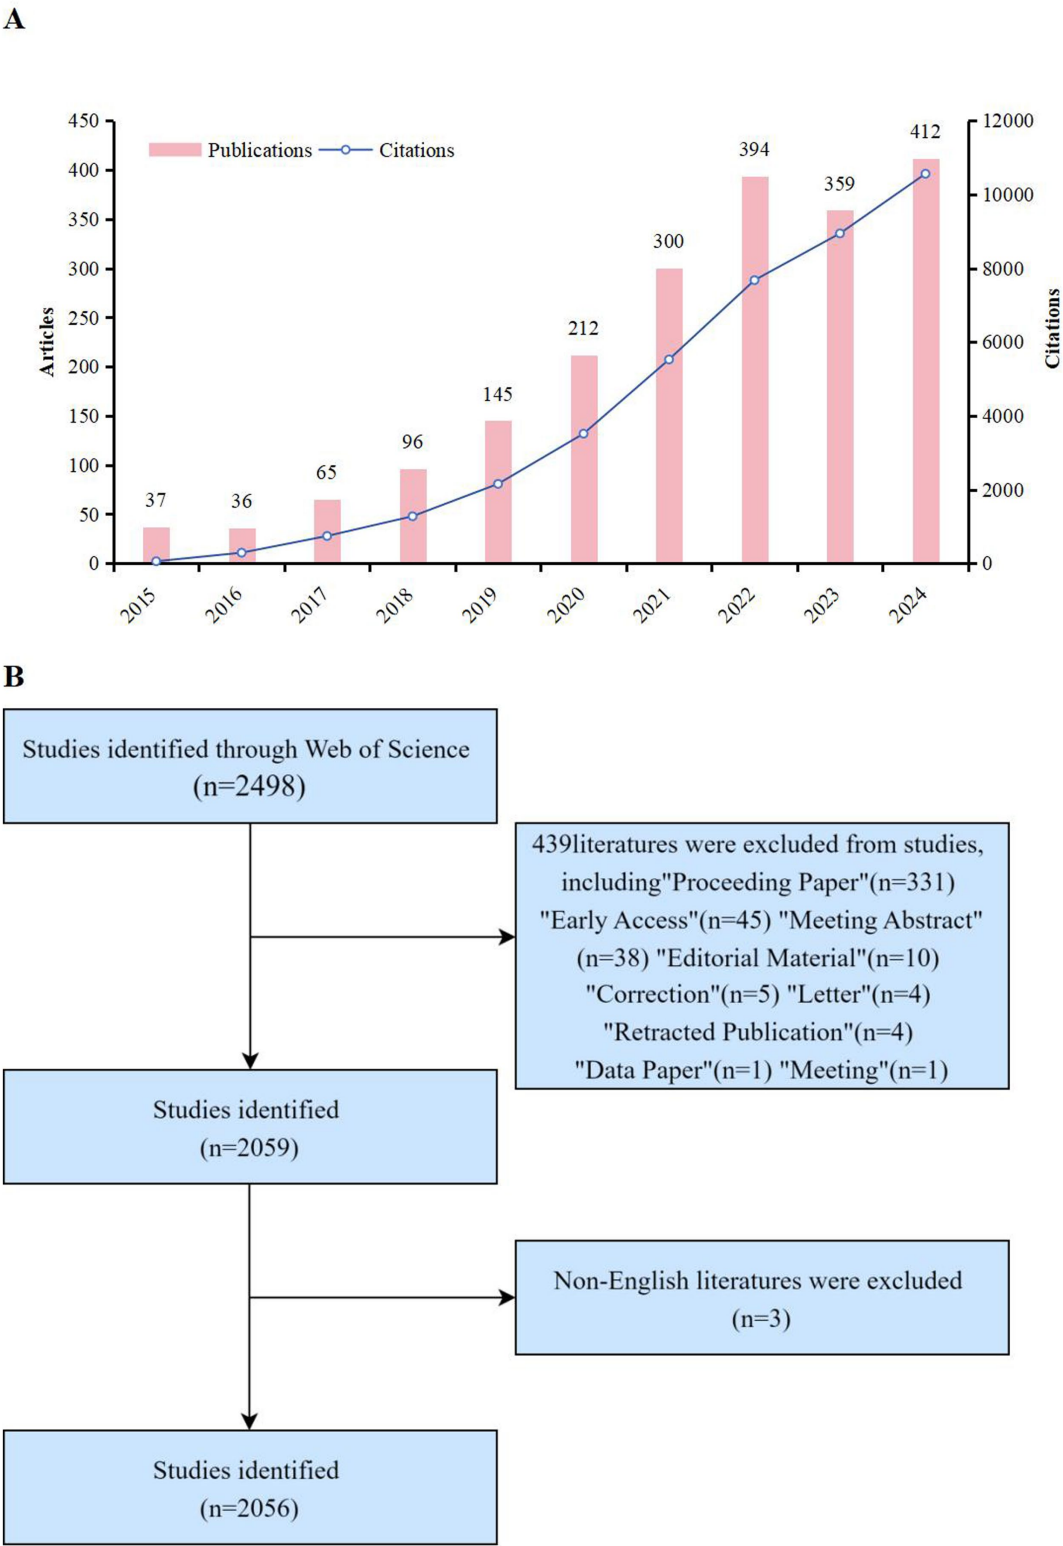 A
450
400
350
300
250
200
150
100
50
0
Articles
Publications
Citations
37
36
65
96
145
212
300
394
359
412
12000
10000
8000
6000
4000
2000
0
Citations
2015
2016
2017
2018
2019
2020
2021
2022
2023
2024
B
Studies identified through Web of Science
(n=2498)
439literatures were excluded from studies,
including"Proceeding Paper"(n=331)
"Early Access"(n=45) "Meeting Abstract"
(n=38) "Editorial Material"(n=10)
"Correction"(n=5) "Letter"(n=4)
"Retracted Publication"(n=4)
"Data Paper"(n=1) "Meeting"(n=1)
Studies identified
(n=2059)
Non-English literatures were excluded
(n=3)
Studies identified
(n=2056)